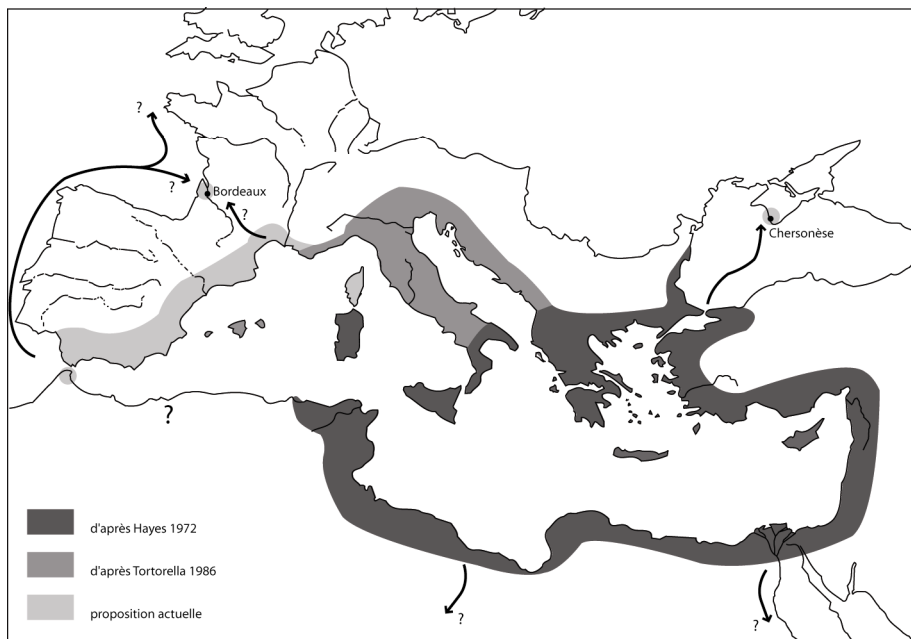 ?
?
Bordeaux
?
Chersonèse
?
d'après Hayes 1972
d'après Tortorella 1986
proposition actuelle
?
?